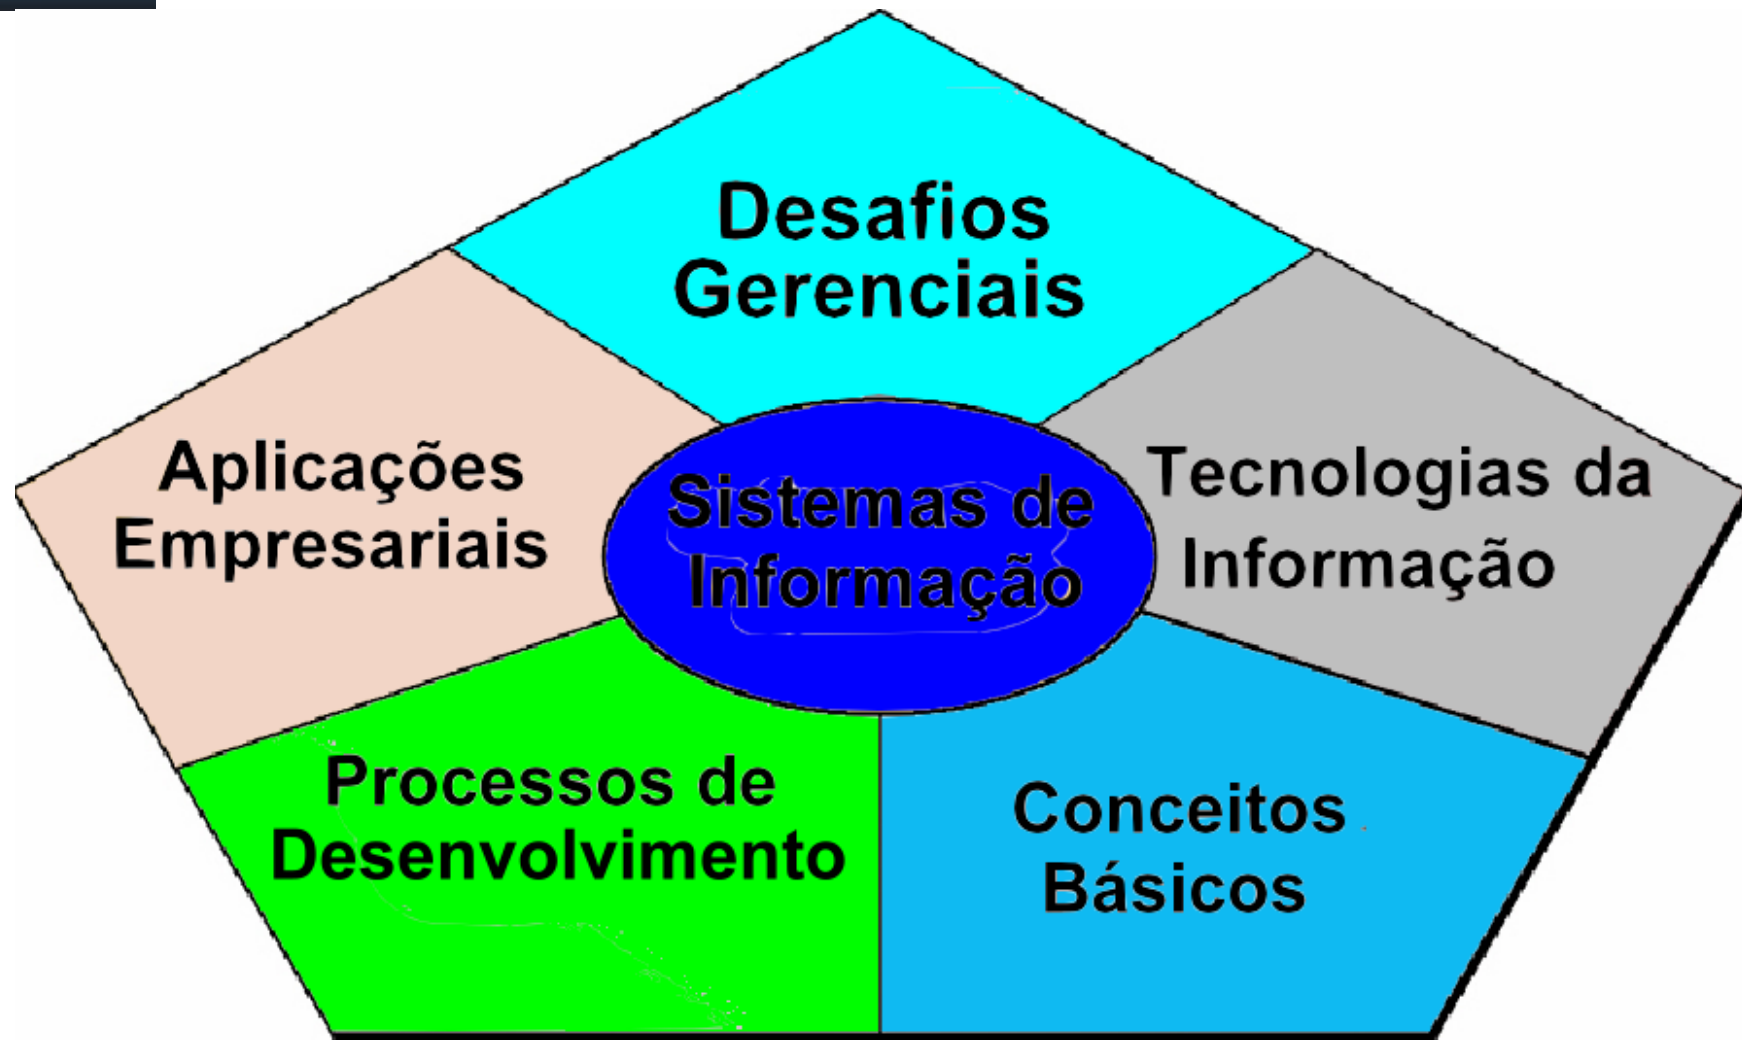 Desafios
Gerenciais
Aplicações
Empresariais
Sistemas de
Informação
Tecnologias da
Informação
Processos de
Desenvolvimento
Conceitos
Básicos